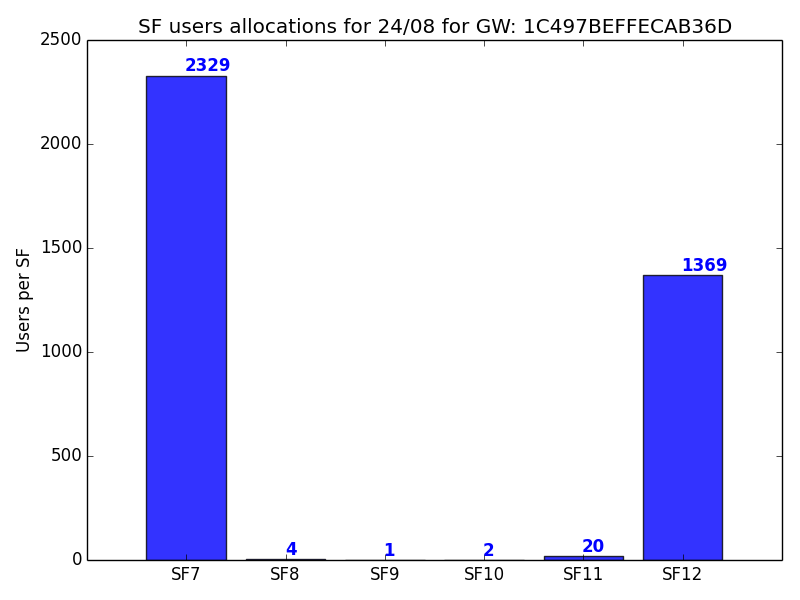 SF users allocations for 24/08 for GW: 1C497BEFFECAB36D
2500
2000
1500
1000
500
0
Users per SF
2329
4
1
2
20
1369
SF7
SF8
SF9
SF10
SF11
SF12